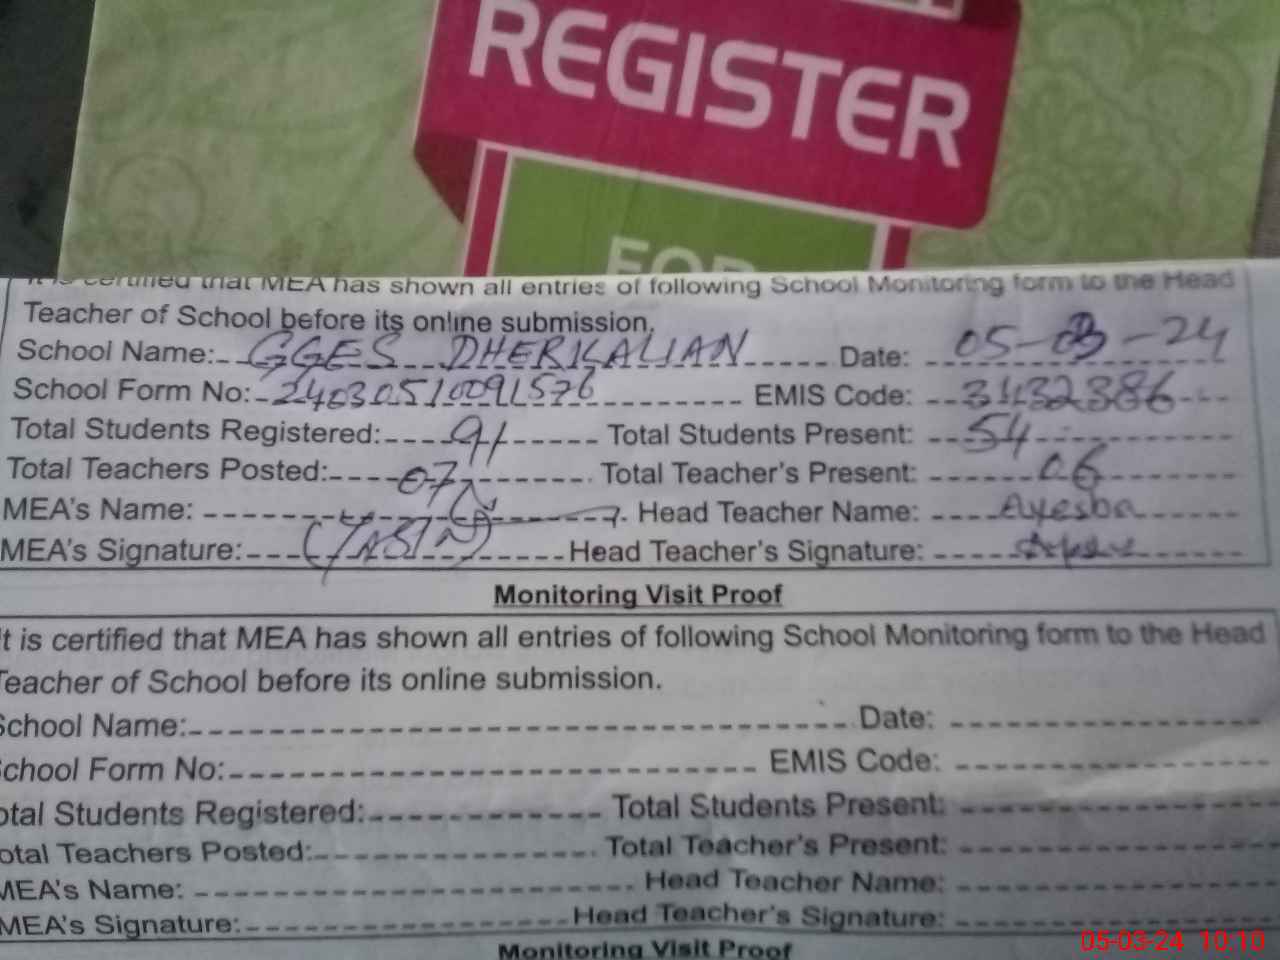 REGISTER
FOR
It is certified that MEA has shown all entries of following School Monitoring form to the Head
Teacher of School before its online submission.
School Name: GGES DHERKALIAN Date: 05-03-24
School Form No: 24030510091576 EMIS Code: 3432386
Total Students Registered: 91 Total Students Present: 54
Total Teachers Posted: 07 Total Teacher's Present: 06
MEA's Name: Head Teacher Name: Ayesba
MEA's Signature: (YASIN) Head Teacher's Signature:
Monitoring Visit Proof
It is certified that MEA has shown all entries of following School Monitoring form to the Head
Teacher of School before its online submission.
School Name: Date:
School Form No: EMIS Code:
otal Students Registered: Total Students Present:
otal Teachers Posted: Total Teacher's Present:
MEA's Name: Head Teacher Name:
MEA's Signature: Head Teacher's Signature:
Monitoring Visit Proof
05-03-24 10:10